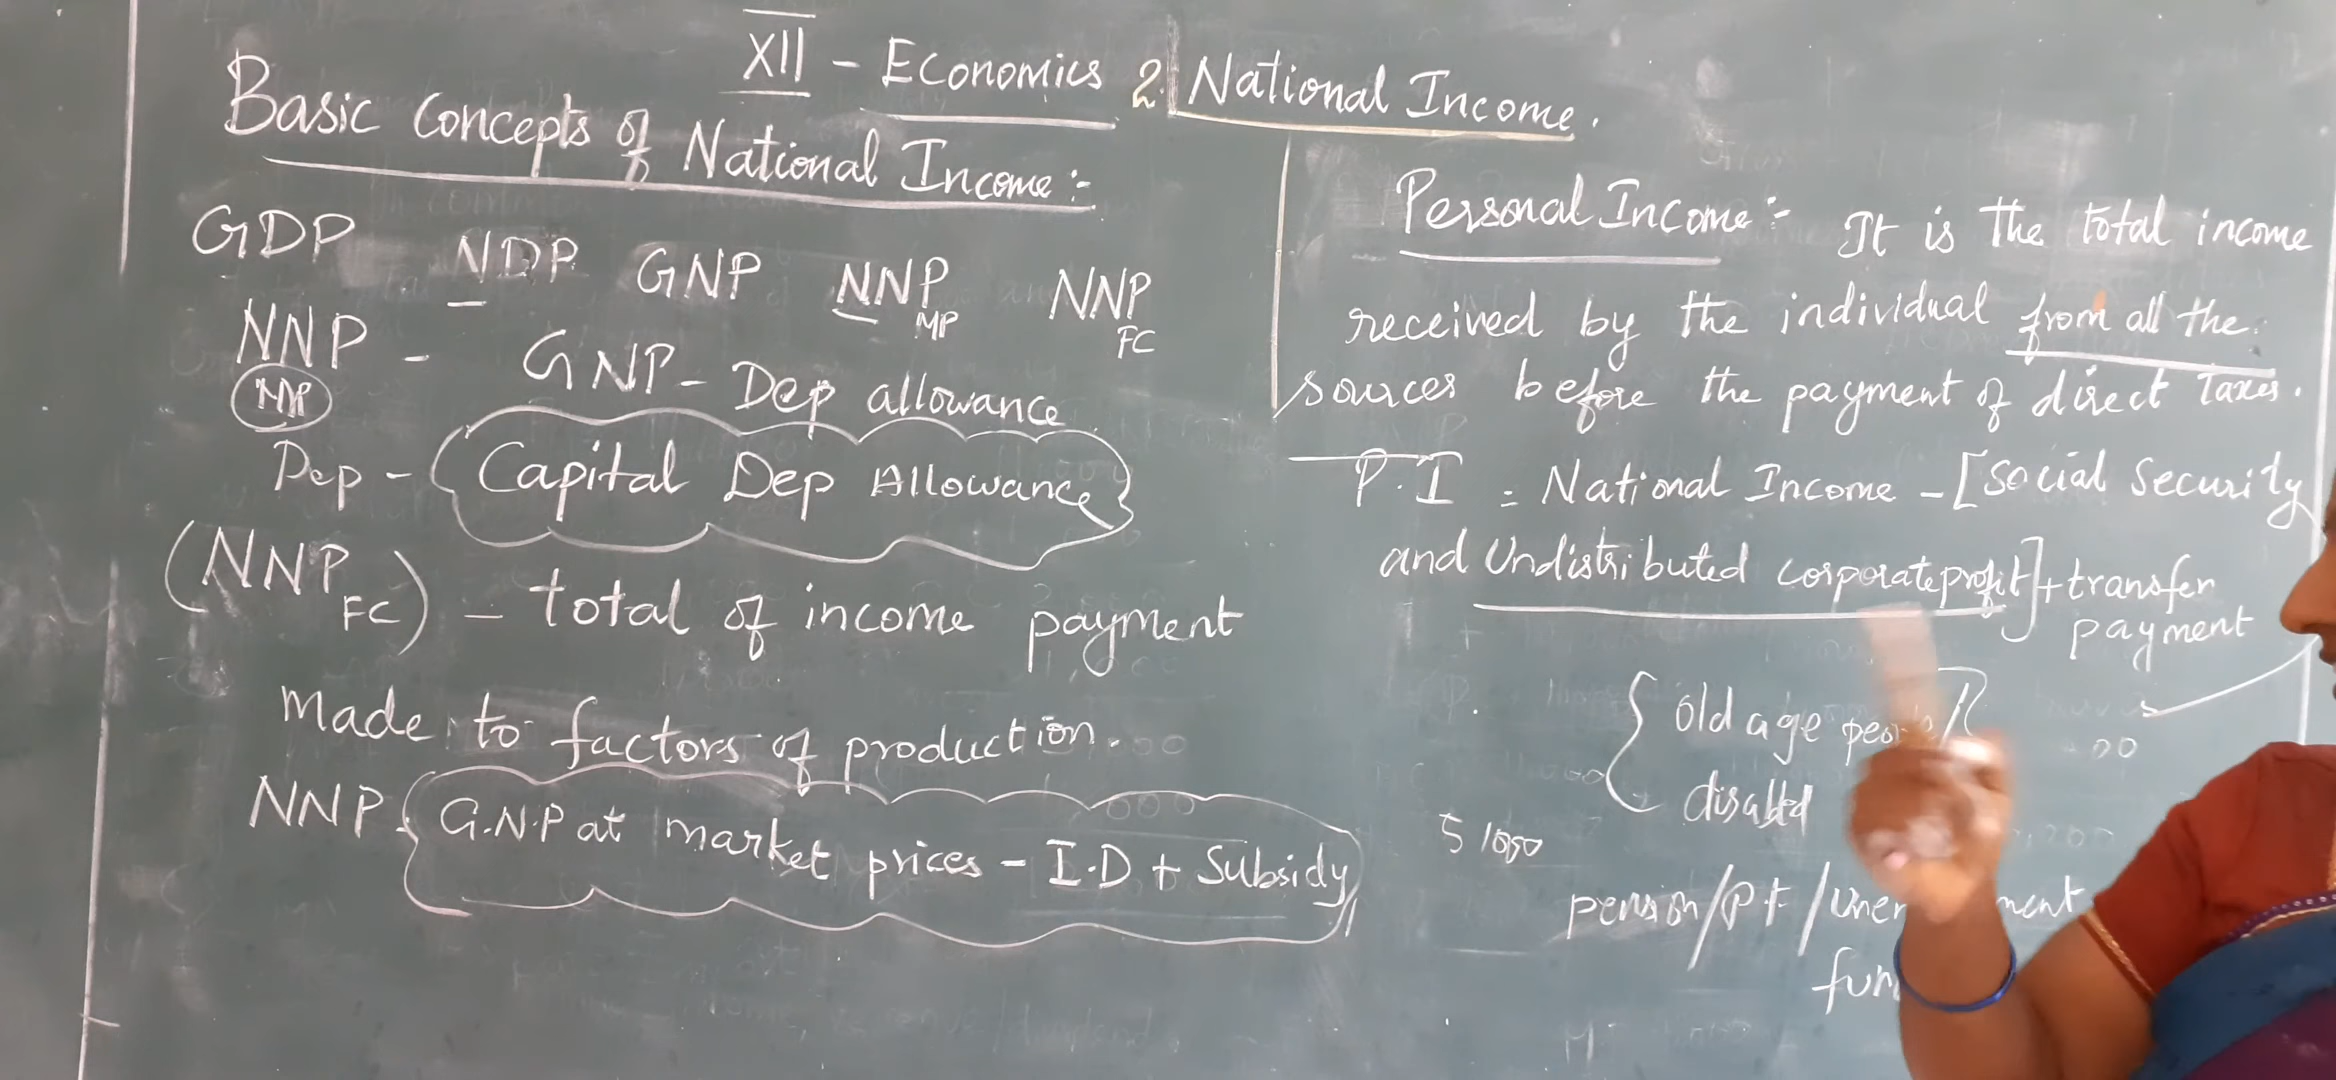 XII - Economics 2. National Income.
Basic Concepts of National Income:-
GDP NDP GNP NNP MP NNP FC
NNP MP - GNP - Dep allowance
Dep - Capital Dep Allowance
(NNP FC) - total of income payment
made to factors of production.
NNP G.N.P at market prices - I.D + Subsidy
Personal Income:- It is the total income
received by the individual from all the
sources before the payment of direct Taxes.
P.I = National Income - [Social Security
and Undistributed corporate profit] + transfer
payment
Old age
disabled
5 1000
pension/Pf/